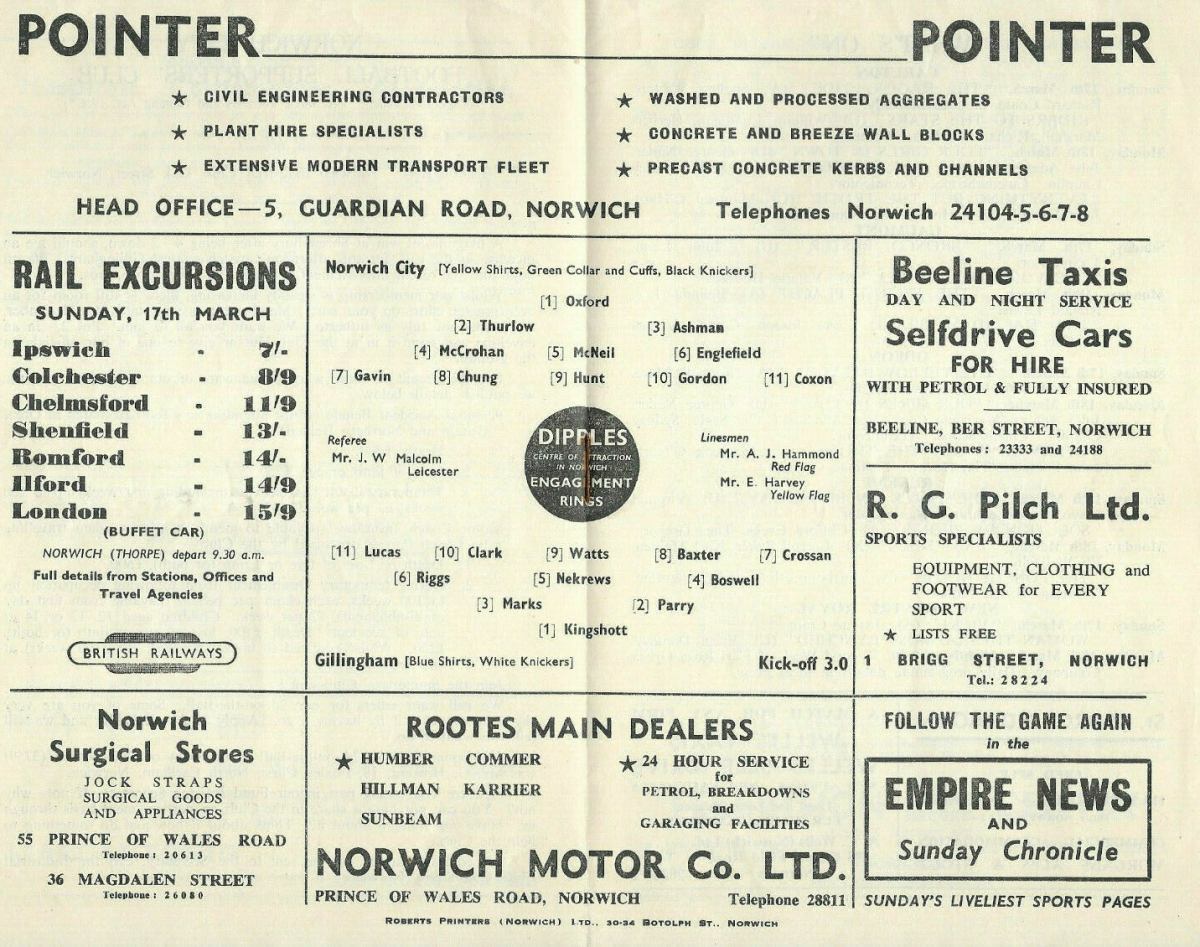 POINTER POINTER
★ CIVIL ENGINEERING CONTRACTORS
★ PLANT HIRE SPECIALISTS
★ EXTENSIVE MODERN TRANSPORT FLEET
★ WASHED AND PROCESSED AGGREGATES
★ CONCRETE AND BREEZE WALL BLOCKS
★ PRECAST CONCRETE KERBS AND CHANNELS
HEAD OFFICE—5, GUARDIAN ROAD, NORWICH Telephones Norwich 24104-5-6-7-8
RAIL EXCURSIONS
SUNDAY, 17th MARCH
Ipswich - 7/-
Colchester - 8/9
Chelmsford - 11/9
Shenfield - 13/-
Romford - 14/-
Ilford - 14/9
London - 15/9
(BUFFET CAR)
NORWICH (THORPE) depart 9.30 a.m.
Full details from Stations, Offices and
Travel Agencies
BRITISH RAILWAYS
Norwich City [Yellow Shirts, Green Collar and Cuffs, Black Knickers]
[1] Oxford
[2] Thurlow [3] Ashman
[4] McCrohan [5] McNeil [6] Englefield
[7] Gavin [8] Chung [9] Hunt [10] Gordon [11] Coxon
Referee
Mr. J. W Malcolm
Leicester
DIPPLES
CENTRE OF ATTRACTION
IN NORWICH
ENGAGEMENT
RINGS
Linesmen
Mr. A. J. Hammond
Red Flag
Mr. E. Harvey
Yellow Flag
[11] Lucas [10] Clark [9] Watts [8] Baxter [7] Crossan
[6] Riggs [5] Nekrews [4] Boswell
[3] Marks [2] Parry
[1] Kingshott
Gillingham [Blue Shirts, White Knickers] Kick-off 3.0
Beeline Taxis
DAY AND NIGHT SERVICE
Selfdrive Cars
FOR HIRE
WITH PETROL & FULLY INSURED
BEELINE, BER STREET, NORWICH
Telephones: 23333 and 24188
R. G. Pilch Ltd.
SPORTS SPECIALISTS
EQUIPMENT, CLOTHING and
FOOTWEAR for EVERY
SPORT
★ LISTS FREE
1 BRIGG STREET, NORWICH
Tel.: 28224
Norwich
Surgical Stores
JOCK STRAPS
SURGICAL GOODS
AND APPLIANCES
55 PRINCE OF WALES ROAD
Telephone: 20613
36 MAGDALEN STREET
Telephone: 26080
ROOTES MAIN DEALERS
★ HUMBER COMMER
HILLMAN KARRIER
SUNBEAM
★ 24 HOUR SERVICE
for
PETROL, BREAKDOWNS
and
GARAGING FACILITIES
NORWICH MOTOR Co. LTD.
PRINCE OF WALES ROAD, NORWICH Telephone 28811
FOLLOW THE GAME AGAIN
in the
EMPIRE NEWS
AND
Sunday Chronicle
SUNDAY'S LIVELIEST SPORTS PAGES
ROBERTS PRINTERS (NORWICH) LTD., 30-34 BOTOLPH ST., NORWICH